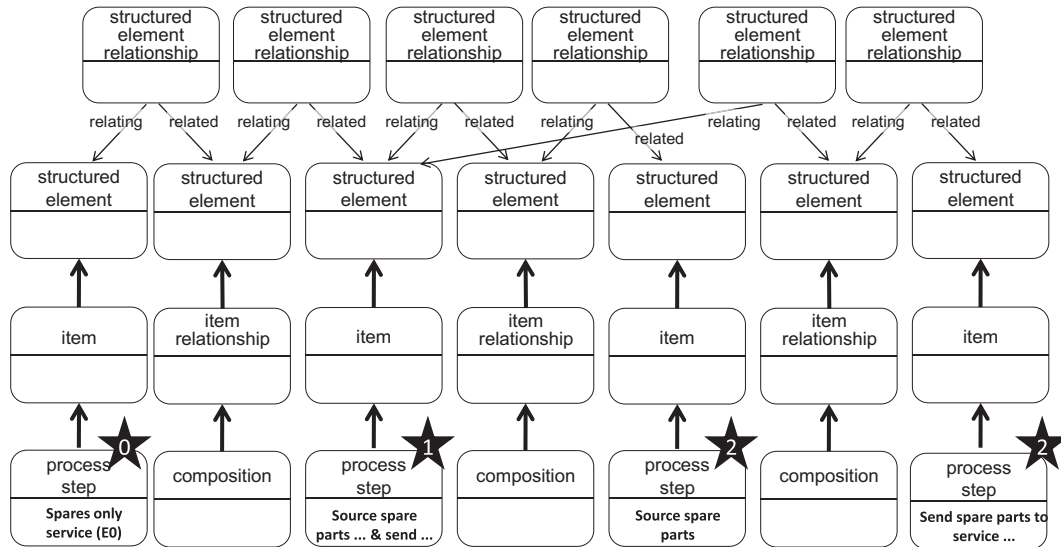 structured
element
relationship
structured
element
relationship
structured
element
relationship
structured
element
relationship
structured
element
relationship
structured
element
relationship
relating
related
relating
related
relating
related
relating
related
relating
related
relating
related
structured
element
structured
element
structured
element
structured
element
structured
element
structured
element
structured
element
item
item
relationship
item
item
relationship
item
item
relationship
item
0
process
step
Spares only
service (E0)
composition
1
process
step
Source spare
parts ... & send ...
composition
2
process
step
Source spare
parts
composition
2
process
step
Send spare parts to
service ...